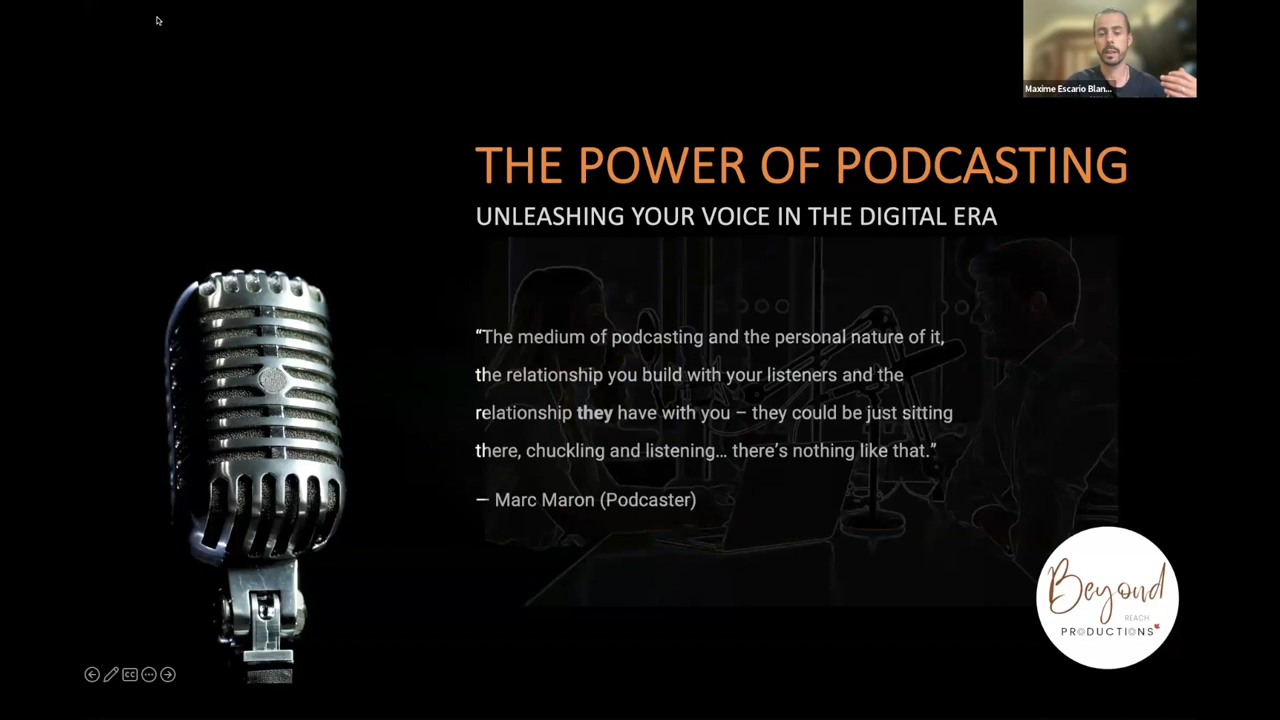 Maxime Escario Blan...
THE POWER OF PODCASTING
UNLEASHING YOUR VOICE IN THE DIGITAL ERA
“The medium of podcasting and the personal nature of it,
the relationship you build with your listeners and the
relationship they have with you – they could be just sitting
there, chuckling and listening… there’s nothing like that.”
— Marc Maron (Podcaster)
Beyond
REACH
PRODUCTIONS
CC